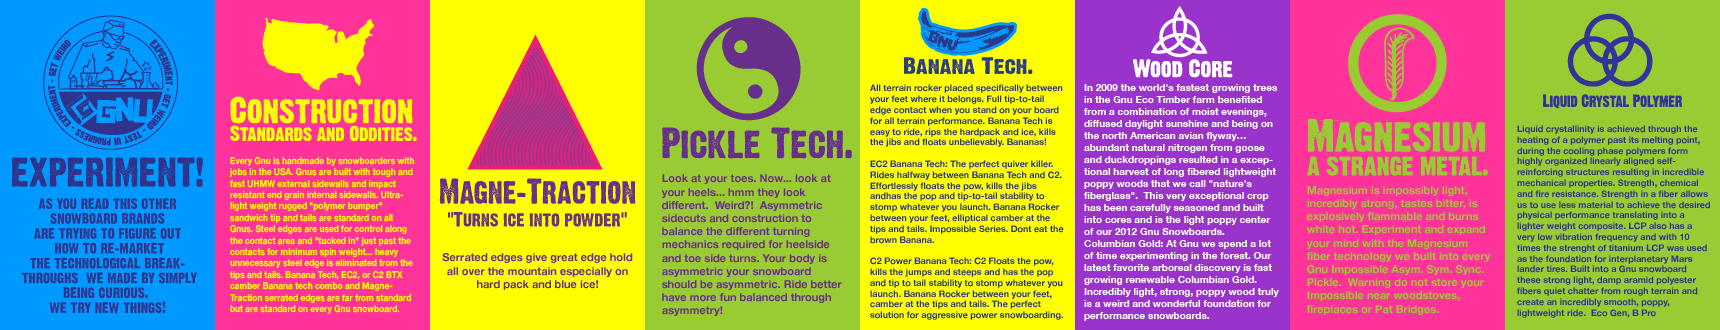 GET WEIRD
EXPERIMENT - GET WEIRD - TEST IN PROGRESS - EXPERIMENT -
GNU
EXPERIMENT!
AS YOU READ THIS OTHER
SNOWBOARD BRANDS
ARE TRYING TO FIGURE OUT
HOW TO RE-MARKET
THE TECHNOLOGICAL BREAK-
THROUGHS WE MADE BY SIMPLY
BEING CURIOUS.
WE TRY NEW THINGS!
CONSTRUCTION
STANDARDS AND ODDITIES.
Every Gnu is handmade by snowboarders with
jobs in the USA. Gnus are built with tough and
fast UHMW external sidewalls and impact
resistant end grain internal sidewalls. Ultra-
light weight rugged "polymer bumper"
sandwich tip and tails are standard on all
Gnus. Steel edges are used for control along
the contact area and "tucked in" just past the
contacts for minimum spin weight... heavy
unnecessary steel edge is eliminated from the
tips and tails. Banana Tech, EC2, or C2 BTX
camber Banana tech combo and Magne-
Traction serrated edges are far from standard
but are standard on every Gnu snowboard.
MAGNE-TRACTION
"TURNS ICE INTO POWDER"
Serrated edges give great edge hold
all over the mountain especially on
hard pack and blue ice!
PICKLE TECH.
Look at your toes. Now... look at
your heels... hmm they look
different. Weird?! Asymmetric
sidecuts and construction to
balance the different turning
mechanics required for heelside
and toe side turns. Your body is
asymmetric your snowboard
should be asymmetric. Ride better
have more fun balanced through
asymmetry!
GNU
BANANA TECH.
All terrain rocker placed specifically between
your feet where it belongs. Full tip-to-tail
edge contact when you stand on your board
for all terrain performance. Banana Tech is
easy to ride, rips the hardpack and ice, kills
the jibs and floats unbelievably. Bananas!
EC2 Banana Tech: The perfect quiver killer.
Rides halfway between Banana Tech and C2.
Effortlessly floats the pow, kills the jibs
andhas the pop and tip-to-tail stability to
stomp whatever you launch. Banana Rocker
between your feet, elliptical camber at the
tips and tails. Impossible Series. Dont eat the
brown Banana.
C2 Power Banana Tech: C2 Floats the pow,
kills the jumps and steeps and has the pop
and tip to tail stability to stomp whatever you
launch. Banana Rocker between your feet,
camber at the tips and tails. The perfect
solution for aggressive power snowboarding.
WOOD CORE
In 2009 the world's fastest growing trees
in the Gnu Eco Timber farm benefited
from a combination of moist evenings,
diffused daylight sunshine and being on
the north American avian flyway...
abundant natural nitrogen from goose
and duckdroppings resulted in a excep-
tional harvest of long fibered lightweight
poppy woods that we call "nature's
fiberglass". This very exceptional crop
has been carefully seasoned and built
into cores and is the light poppy center
of our 2012 Gnu Snowboards.
Columbian Gold: At Gnu we spend a lot
of time experimenting in the forest. Our
latest favorite arboreal discovery is fast
growing renewable Columbian Gold.
Incredibly light, strong, poppy wood truly
is a weird and wonderful foundation for
performance snowboards.
MAGNESIUM
A STRANGE METAL.
Magnesium is impossibly light,
incredibly strong, tastes bitter, is
explosively flammable and burns
white hot. Experiment and expand
your mind with the Magnesium
fiber technology we built into every
Gnu Impossible Asym. Sym. Sync.
Pickle. Warning do not store your
Impossible near woodstoves,
fireplaces or Pat Bridges.
LIQUID CRYSTAL POLYMER
Liquid crystallinity is achieved through the
heating of a polymer past its melting point,
during the cooling phase polymers form
highly organized linearly aligned self-
reinforcing structures resulting in incredible
mechanical properties. Strength, chemical
and fire resistance. Strength in a fiber allows
us to use less material to achieve the desired
physical performance translating into a
lighter weight composite. LCP also has a
very low vibration frequency and with 10
times the strenght of titanium LCP was used
as the foundation for interplanetary Mars
lander tires. Built into a Gnu snowboard
these strong light, damp aramid polyester
fibers quiet chatter from rough terrain and
create an incredibly smooth, poppy,
lightweight ride. Eco Gen, B Pro